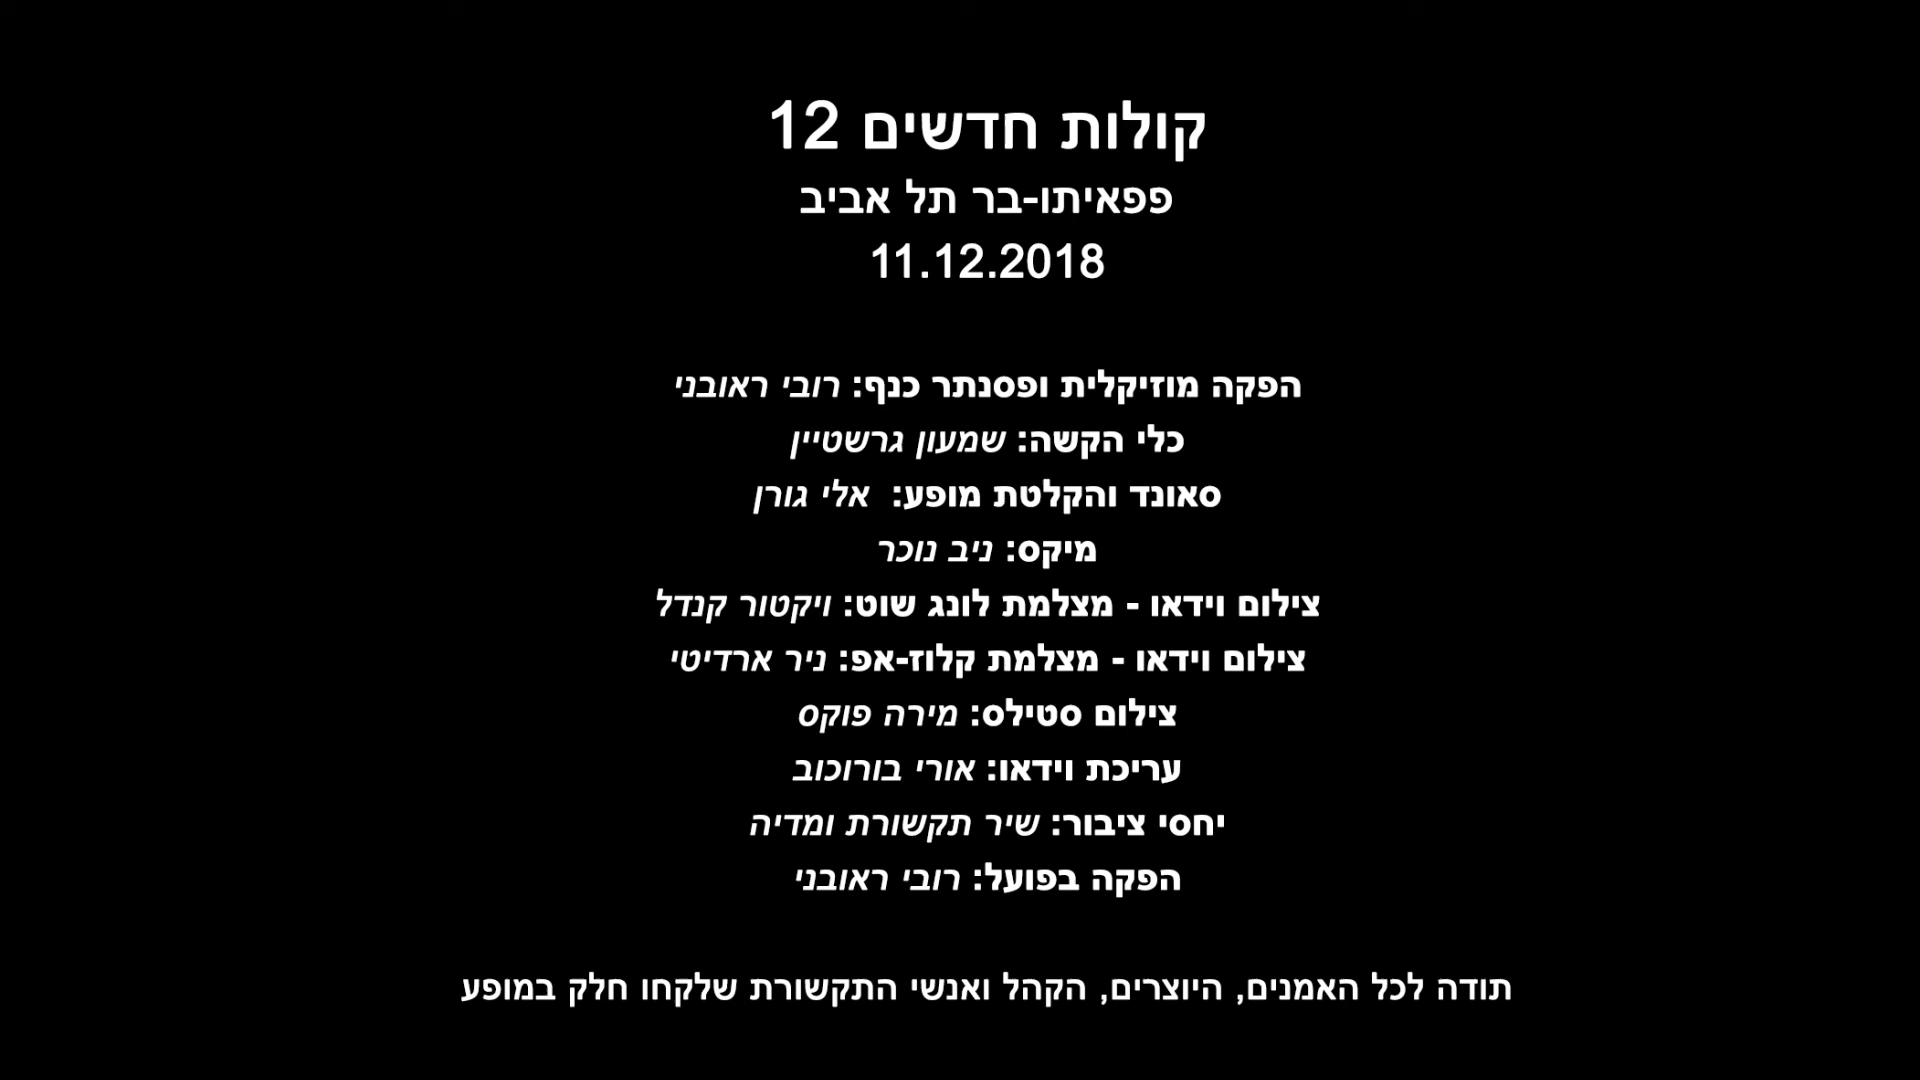 קולות חדשים 12
פפאיתו-בר תל אביב
11.12.2018
הפקה מוזיקלית ופסנתר כנף: רובי ראובני
כלי הקשה: שמעון גרשטיין
סאונד והקלטת מופע: אלי גורן
מיקס: ניב נוכר
צילום וידאו - מצלמת לונג שוט: ויקטור קנדל
צילום וידאו - מצלמת קלוז-אפ: ניר ארדיטי
צילום סטילס: מירה פוקס
עריכת וידאו: אורי בורוכוב
יחסי ציבור: שיר תקשורת ומדיה
הפקה בפועל: רובי ראובני
תודה לכל האמנים, היוצרים, הקהל ואנשי התקשורת שלקחו חלק במופע